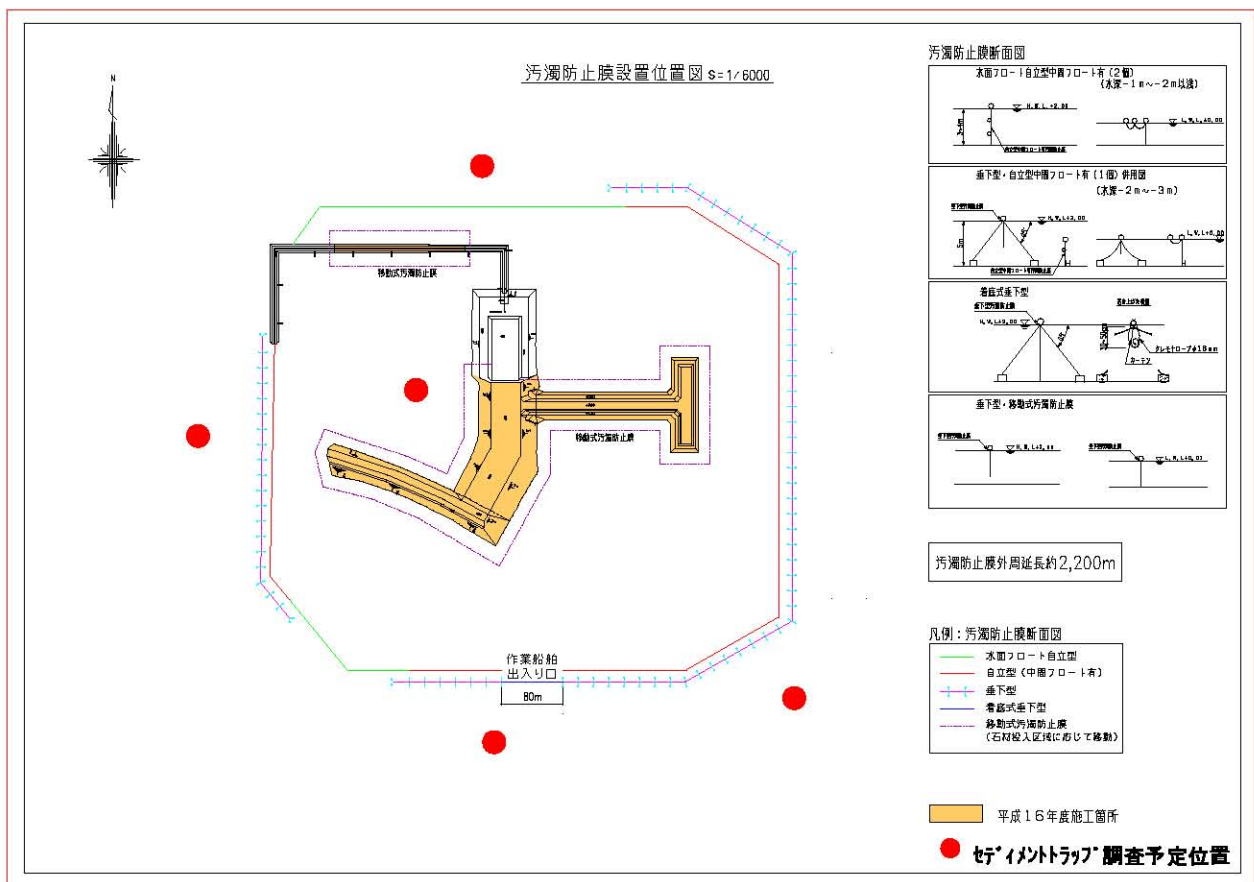 汚濁防止膜設置位置図 S=1/6000
N
移動式汚濁防止膜
移動式汚濁防止膜
作業船舶
出入り口
80m
汚濁防止膜断面図
水面フロート自立型中間フロート有(2個)
(水深-1m~-2m以浅)
垂下型・自立型中間フロート有(1個)併用図
(水深-2m~-3m)
5m
着底式垂下型
カーテン
垂下型・移動式汚濁防止膜
汚濁防止膜外周延長約2,200m
凡例:汚濁防止膜断面図
水面フロート自立型
自立型(中間フロート有)
垂下型
着底式垂下型
移動式汚濁防止膜
(石材投入区域に応じて移動)
平成16年度施工箇所
セディメントトラップ調査予定位置